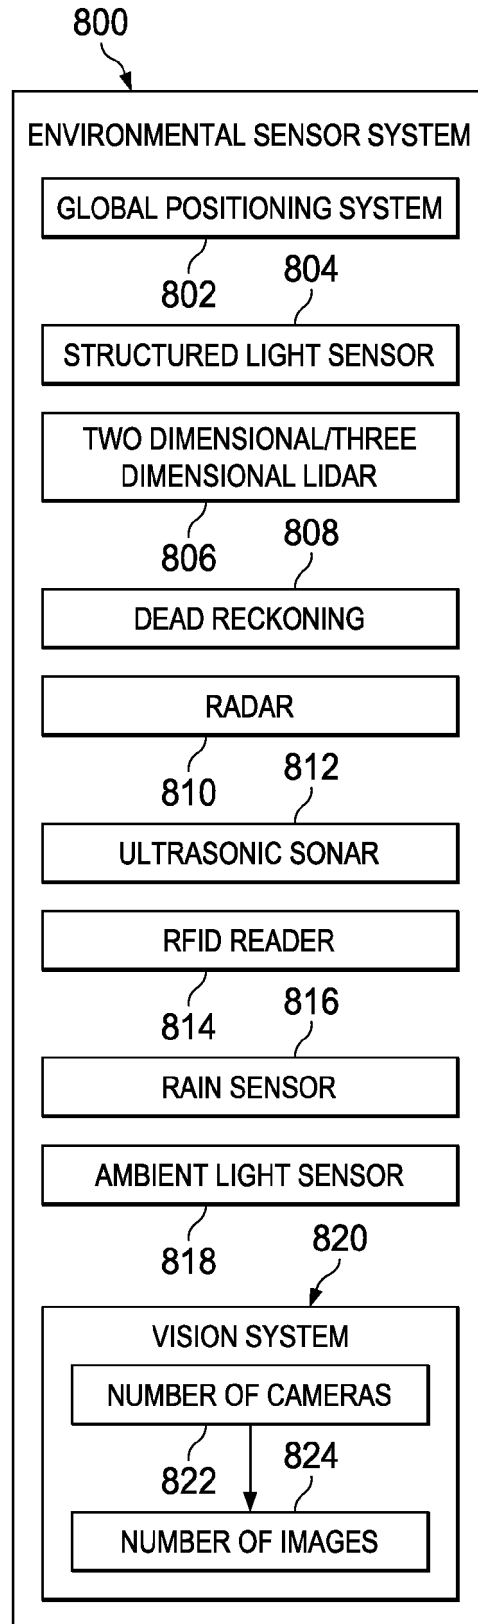 800
ENVIRONMENTAL SENSOR SYSTEM
GLOBAL POSITIONING SYSTEM
802
804
STRUCTURED LIGHT SENSOR
TWO DIMENSIONAL/THREE
DIMENSIONAL LIDAR
806
808
DEAD RECKONING
RADAR
810
812
ULTRASONIC SONAR
RFID READER
814
816
RAIN SENSOR
AMBIENT LIGHT SENSOR
818
820
VISION SYSTEM
NUMBER OF CAMERAS
822
824
NUMBER OF IMAGES